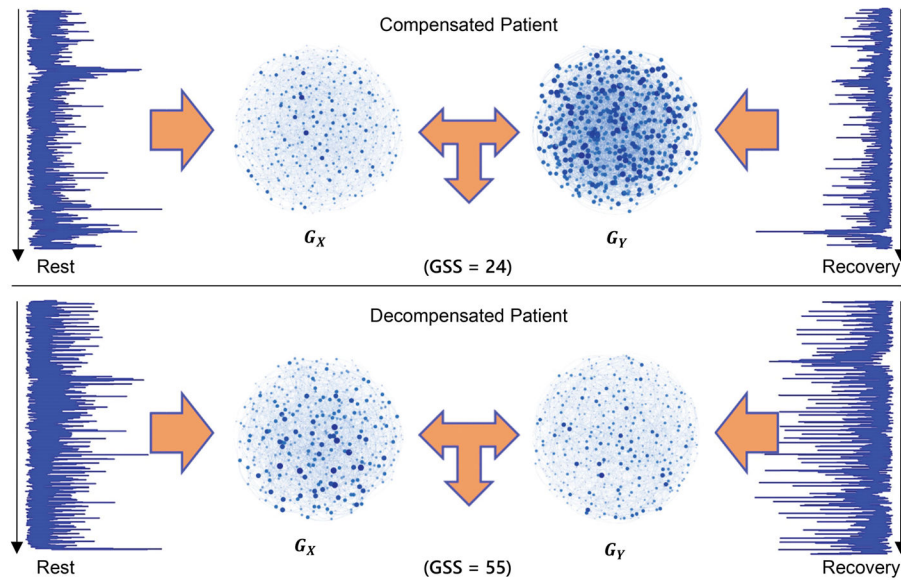 Compensated Patient
G_X
G_Y
Rest
(GSS = 24)
Recovery
Decompensated Patient
G_X
G_Y
Rest
(GSS = 55)
Recovery